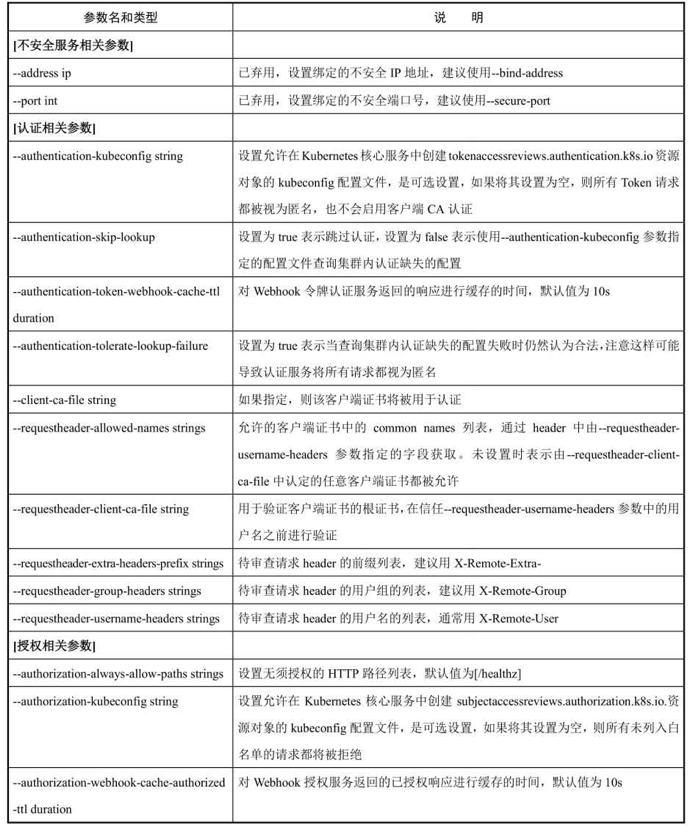 参数名和类型 说 明
[不安全服务相关参数]
--address ip 已弃用，设置绑定的不安全 IP 地址，建议使用--bind-address
--port int 已弃用，设置绑定的不安全端口号，建议使用--secure-port
[认证相关参数]
--authentication-kubeconfig string 设置允许在 Kubernetes 核心服务中创建 tokenaccessreviews.authentication.k8s.io 资源
对象的 kubeconfig 配置文件，是可选设置，如果将其设置为空，则所有 Token 请求
都被视为匿名，也不会启用客户端 CA 认证
--authentication-skip-lookup 设置为 true 表示跳过认证，设置为 false 表示使用--authentication-kubeconfig 参数指
定的配置文件查询集群内认证缺失的配置
--authentication-token-webhook-cache-ttl 对 Webhook 令牌认证服务返回的响应进行缓存的时间，默认值为 10s
duration
--authentication-tolerate-lookup-failure 设置为 true 表示当查询集群内认证缺失的配置失败时仍然认为合法，注意这样可能
导致认证服务将所有请求都视为匿名
--client-ca-file string 如果指定，则该客户端证书将被用于认证
--requestheader-allowed-names strings 允许的客户端证书中的 common names 列表，通过 header 中由--requestheader-
username-headers 参数指定的字段获取。未设置时表示由--requestheader-client-
ca-file 中认定的任意客户端证书都被允许
--requestheader-client-ca-file string 用于验证客户端证书的根证书，在信任--requestheader-username-headers 参数中的用
户名之前进行验证
--requestheader-extra-headers-prefix strings 待审查请求 header 的前缀列表，建议用 X-Remote-Extra-
--requestheader-group-headers strings 待审查请求 header 的用户组的列表，建议用 X-Remote-Group
--requestheader-username-headers strings 待审查请求 header 的用户名的列表，通常用 X-Remote-User
[授权相关参数]
--authorization-always-allow-paths strings 设置无须授权的 HTTP 路径列表，默认值为[/healthz]
--authorization-kubeconfig string 设置允许在 Kubernetes 核心服务中创建 subjectaccessreviews.authorization.k8s.io.资
源对象的 kubeconfig 配置文件，是可选设置，如果将其设置为空，则所有未列入白
名单的请求都将被拒绝
--authorization-webhook-cache-authorized 对 Webhook 授权服务返回的已授权响应进行缓存的时间，默认值为 10s
-ttl duration